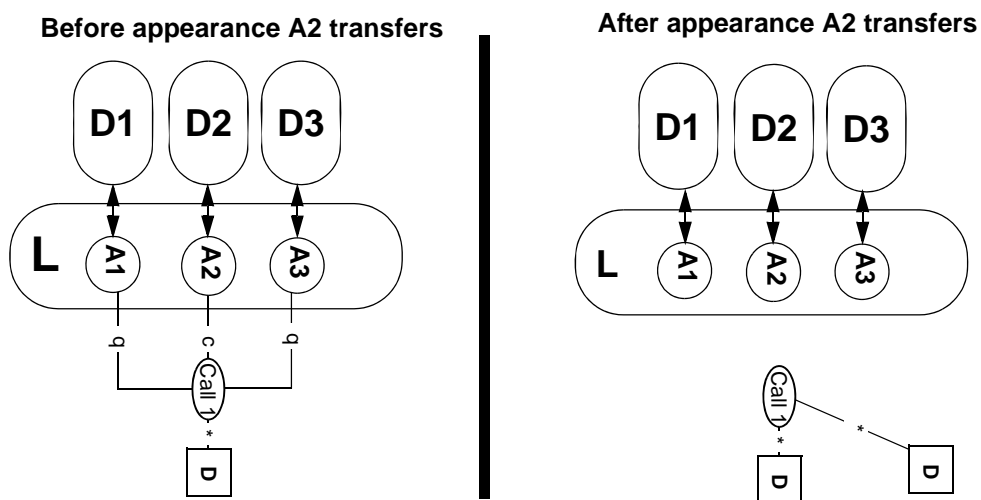 Before appearance A2 transfers
D1 D2 D3
L A1 A2 A3
q c q
Call 1
*
D
After appearance A2 transfers
D1 D2 D3
L A1 A2 A3
Call 1
* *
D D